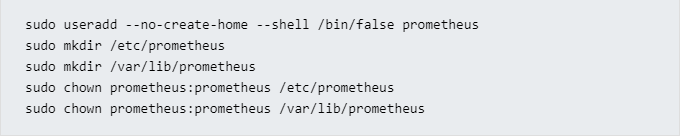 sudo useradd --no-create-home --shell /bin/false prometheus
sudo mkdir /etc/prometheus
sudo mkdir /var/lib/prometheus
sudo chown prometheus:prometheus /etc/prometheus
sudo chown prometheus:prometheus /var/lib/prometheus